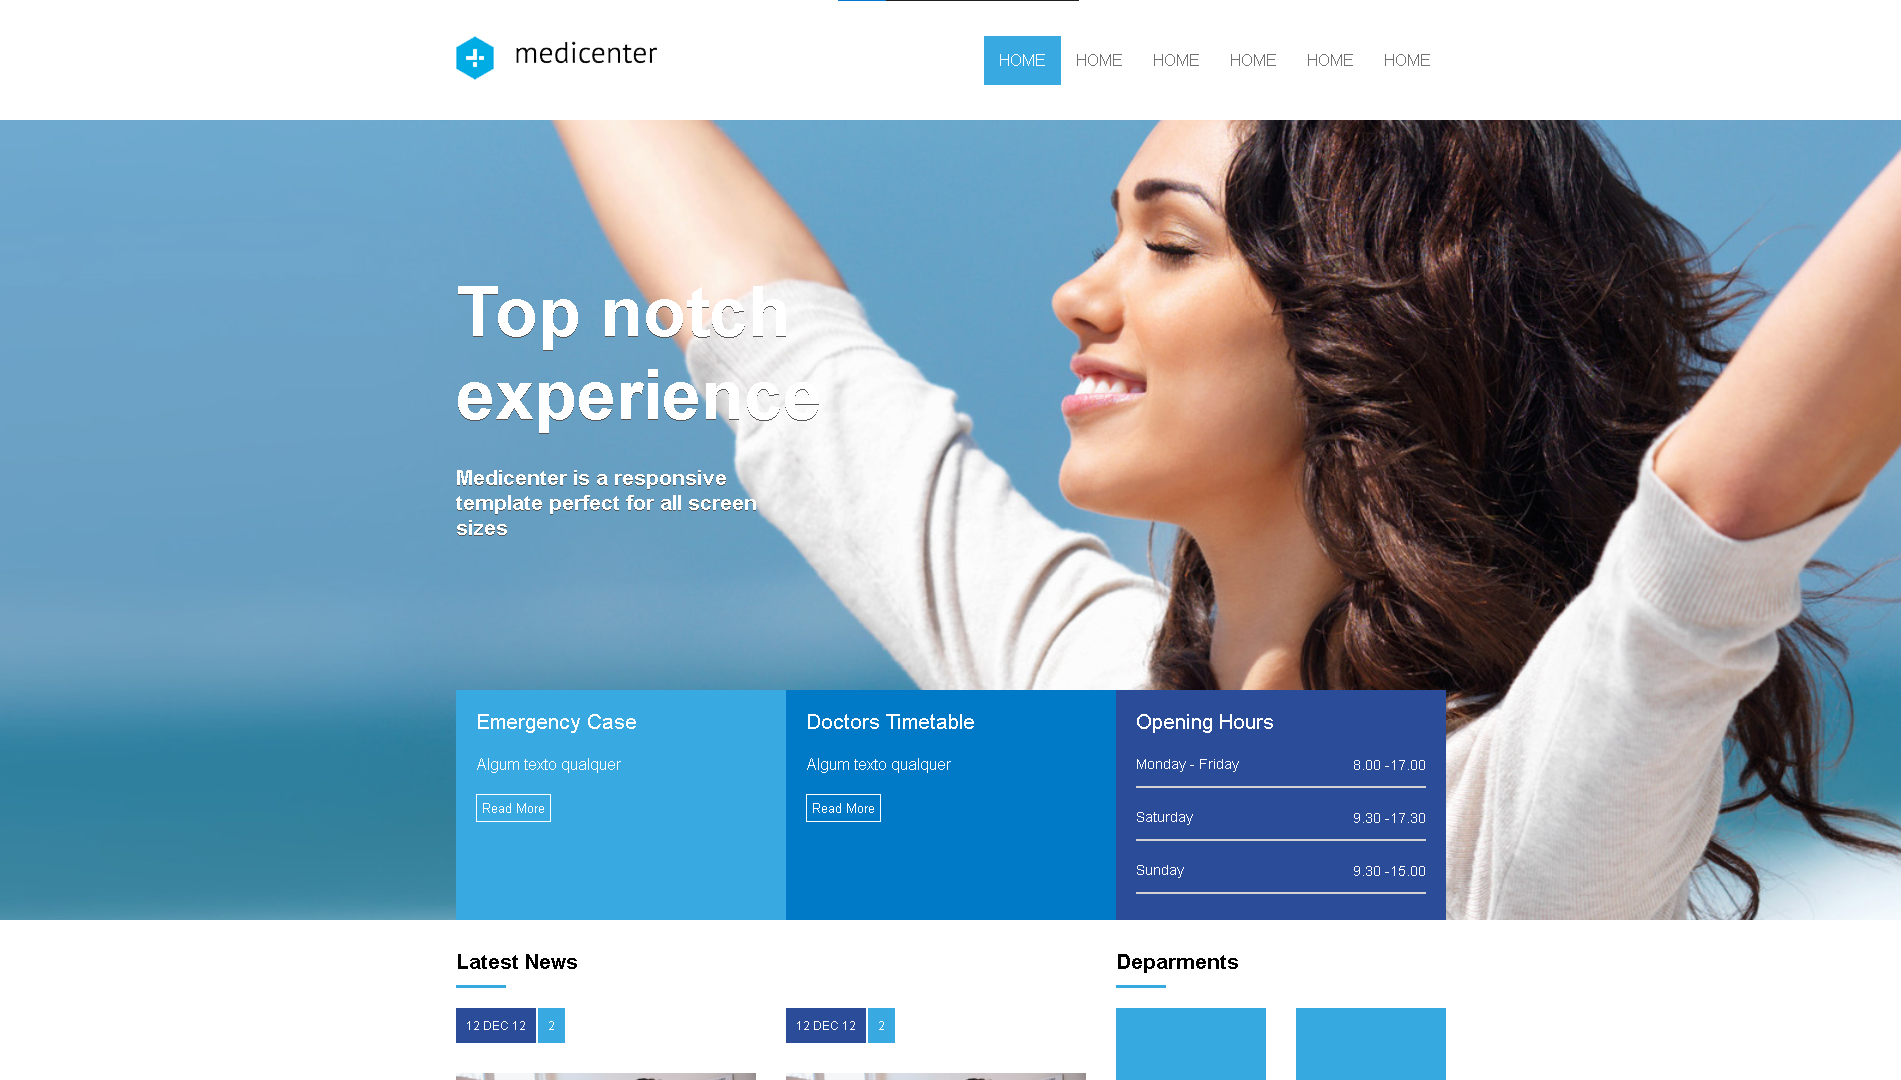 medicenter
HOME HOME HOME HOME HOME HOME
Top notch
experience
Medicenter is a responsive
template perfect for all screen
sizes
Emergency Case
Algum texto qualquer
Read More
Doctors Timetable
Algum texto qualquer
Read More
Opening Hours
Monday - Friday 8.00 -17.00
Saturday 9.30 -17.30
Sunday 9.30 -15.00
Latest News
12 DEC 12 2
12 DEC 12 2
Deparments